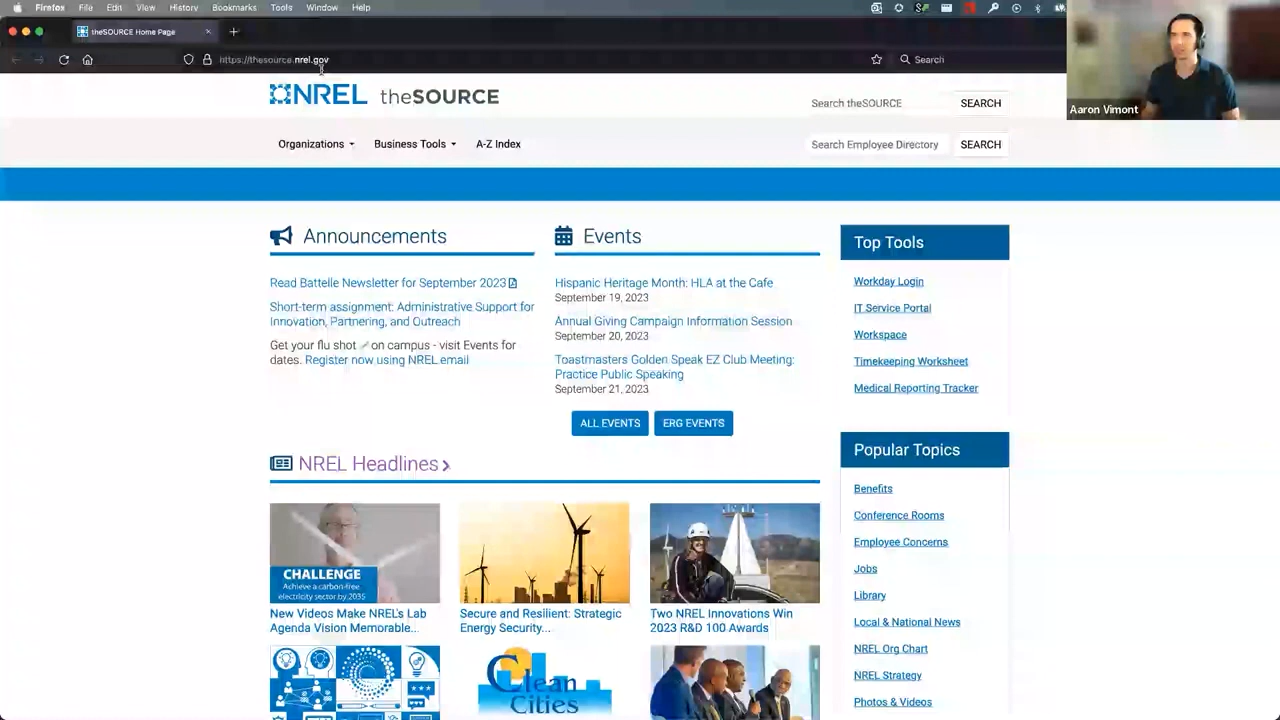 Firefox File Edit View History Bookmarks Tools Window Help
theSOURCE Home Page
https://thesource.nrel.gov
Search
Aaron Vimont
NREL theSOURCE
Search theSOURCE SEARCH
Organizations Business Tools A-Z Index
Search Employee Directory SEARCH
Announcements
Read Battelle Newsletter for September 2023
Short-term assignment: Administrative Support for
Innovation, Partnering, and Outreach
Get your flu shot on campus - visit Events for
dates. Register now using NREL email
Events
Hispanic Heritage Month: HLA at the Cafe
September 19, 2023
Annual Giving Campaign Information Session
September 20, 2023
Toastmasters Golden Speak EZ Club Meeting:
Practice Public Speaking
September 21, 2023
ALL EVENTS ERG EVENTS
Top Tools
Workday Login
IT Service Portal
Workspace
Timekeeping Worksheet
Medical Reporting Tracker
NREL Headlines
CHALLENGE
Achieve a carbon-free
electricity sector by 2035
New Videos Make NREL's Lab
Agenda Vision Memorable...
Secure and Resilient: Strategic
Energy Security...
Two NREL Innovations Win
2023 R&D 100 Awards
Clean
Cities
Popular Topics
Benefits
Conference Rooms
Employee Concerns
Jobs
Library
Local & National News
NREL Org Chart
NREL Strategy
Photos & Videos